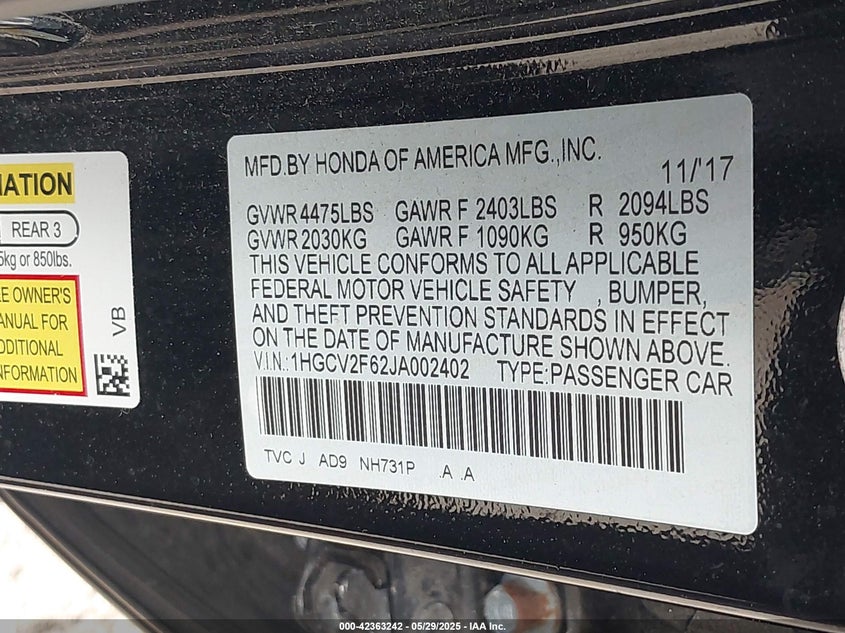 MATION
REAR 3
5kg or 850lbs.
E OWNER'S
ANUAL FOR
DDITIONAL
NFORMATION
VB
MFD.BY HONDA OF AMERICA MFG.,INC.
11/'17
GVWR 4475LBS GAWR F 2403LBS R 2094LBS
GVWR 2030KG GAWR F 1090KG R 950KG
THIS VEHICLE CONFORMS TO ALL APPLICABLE
FEDERAL MOTOR VEHICLE SAFETY , BUMPER,
AND THEFT PREVENTION STANDARDS IN EFFECT
ON THE DATE OF MANUFACTURE SHOWN ABOVE.
V.I.N.: 1HGCV2F62JA002402 TYPE:PASSENGER CAR
TVC J AD9 NH731P .A .A
000-42363242 - 05/29/2025 - IAA Inc.